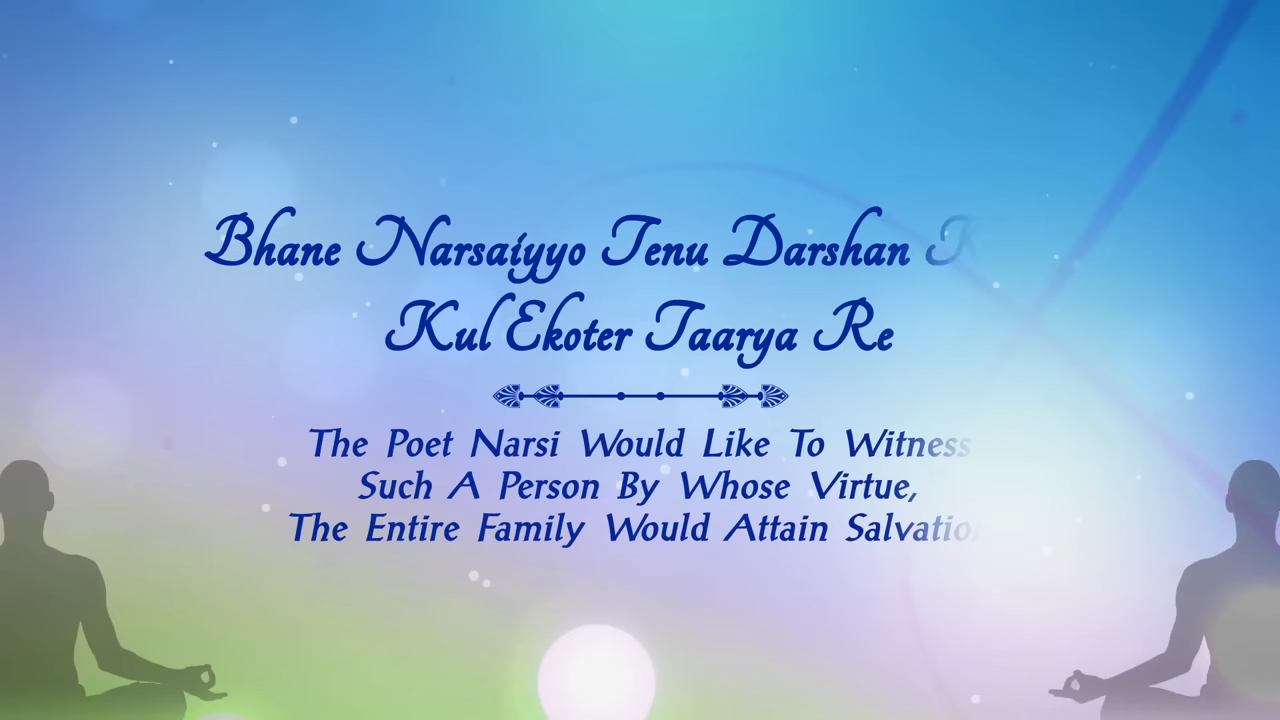 Bhane Narsaiyyo Tenu Darshan
Kul Ekoter Taarya Re
The Poet Narsi Would Like To Witness
Such A Person By Whose Virtue,
The Entire Family Would Attain